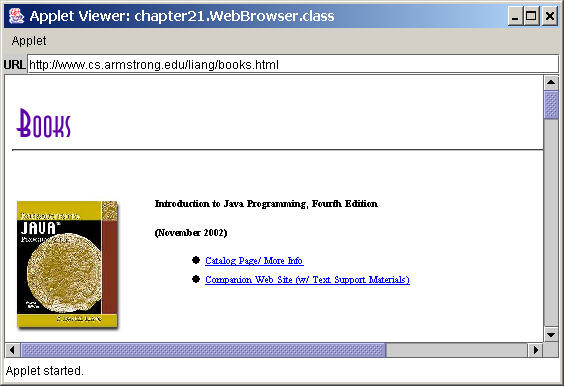 Applet Viewer: chapter21.WebBrowser.class
Applet
URL http://www.cs.armstrong.edu/liang/books.html
Books
Introduction to Java Programming, Fourth Edition
JAVA
(November 2002)
Catalog Page/ More Info
Companion Web Site (w/ Text Support Materials)
Applet started.